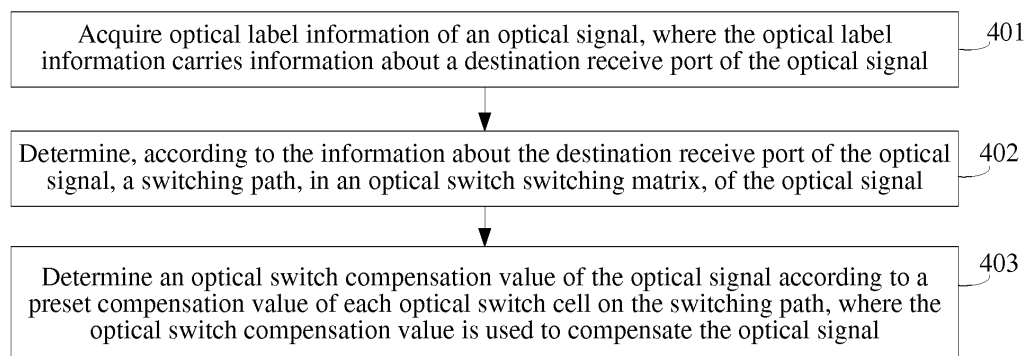 Acquire optical label information of an optical signal, where the optical label
information carries information about a destination receive port of the optical signal
401
Determine, according to the information about the destination receive port of the optical
signal, a switching path, in an optical switch switching matrix, of the optical signal
402
Determine an optical switch compensation value of the optical signal according to a
preset compensation value of each optical switch cell on the switching path, where the
optical switch compensation value is used to compensate the optical signal
403